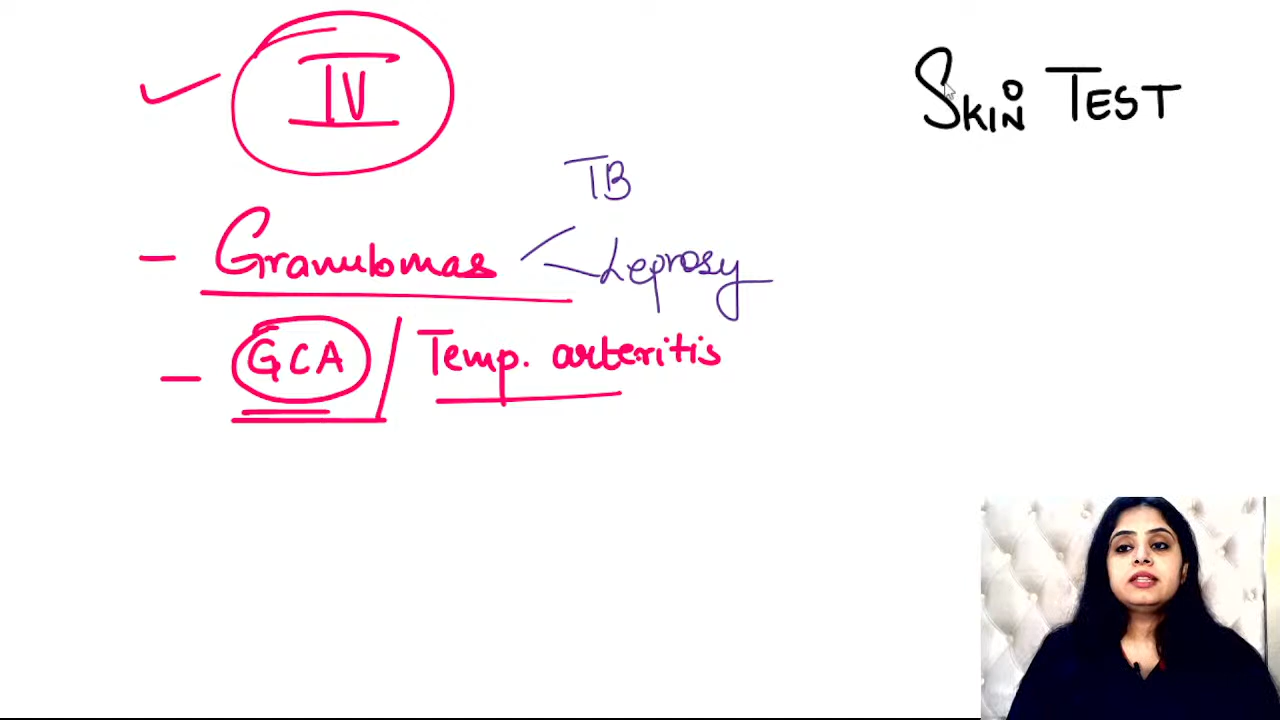 IV
SKIN TEST
TB
- Granulomas
Leprosy
- GCA / Temp. arteritis